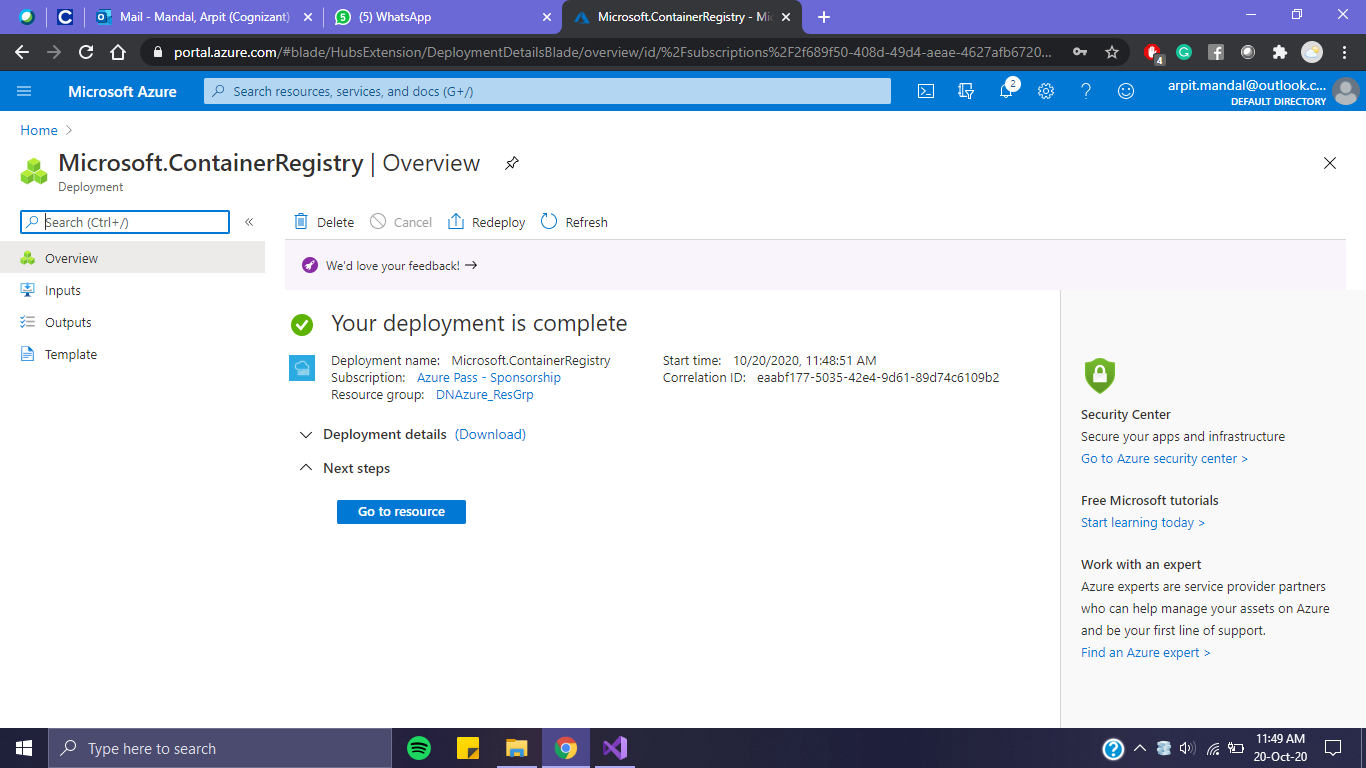 Mail - Mandal, Arpit (Cognizant)
(5) WhatsApp
Microsoft.ContainerRegistry - Mi
portal.azure.com/#blade/HubsExtension/DeploymentDetailsBlade/overview/id/%2Fsubscriptions%2F2f689f50-408d-49d4-aeae-4627afb6720...
4
Microsoft Azure
Search resources, services, and docs (G+/)
2
arpit.mandal@outlook.c...
DEFAULT DIRECTORY
Home
Microsoft.ContainerRegistry | Overview
Deployment
Search (Ctrl+/)
Delete
Cancel
Redeploy
Refresh
Overview
Inputs
Outputs
Template
We'd love your feedback! →
Your deployment is complete
Deployment name: Microsoft.ContainerRegistry
Subscription: Azure Pass - Sponsorship
Resource group: DNAzure_ResGrp
Start time: 10/20/2020, 11:48:51 AM
Correlation ID: eaabf177-5035-42e4-9d61-89d74c6109b2
Deployment details (Download)
Next steps
Go to resource
Security Center
Secure your apps and infrastructure
Go to Azure security center >
Free Microsoft tutorials
Start learning today >
Work with an expert
Azure experts are service provider partners
who can help manage your assets on Azure
and be your first line of support.
Find an Azure expert >
Type here to search
11:49 AM
20-Oct-20